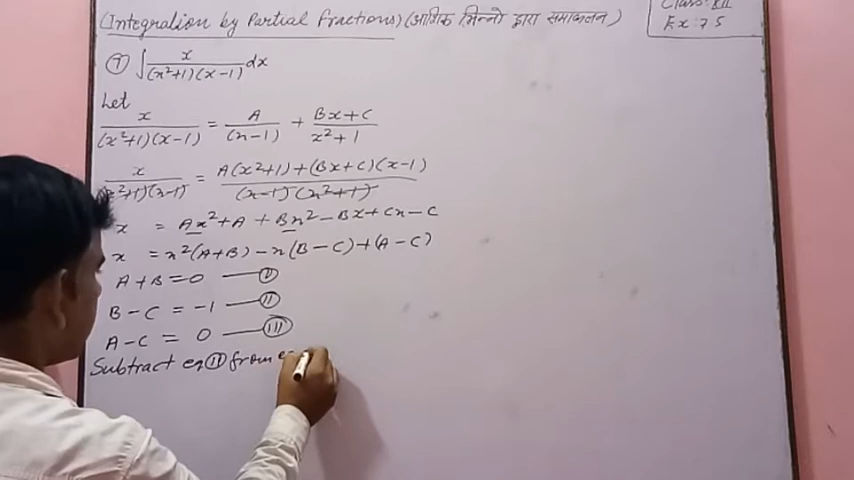 (Integration by Partial Fractions) (आंशिक भिन्नो द्वारा समाकलन)
Class: XII
Ex: 7.5
⑦ ∫ x/((x²+1)(x-1)) dx
Let
x/((x²+1)(x-1)) = A/(x-1) + (Bx+C)/(x²+1)
x/((x²+1)(x-1)) = (A(x²+1)+(Bx+C)(x-1))/((x-1)(x²+1))
x = Ax²+A + Bx² - Bx + Cx - C
x = x²(A+B) - x(B-C) + (A-C)
A+B=0 — Ⓘ
B-C = -1 — Ⓘⓘ
A-C = 0 — (III)
Subtract eq (II) from